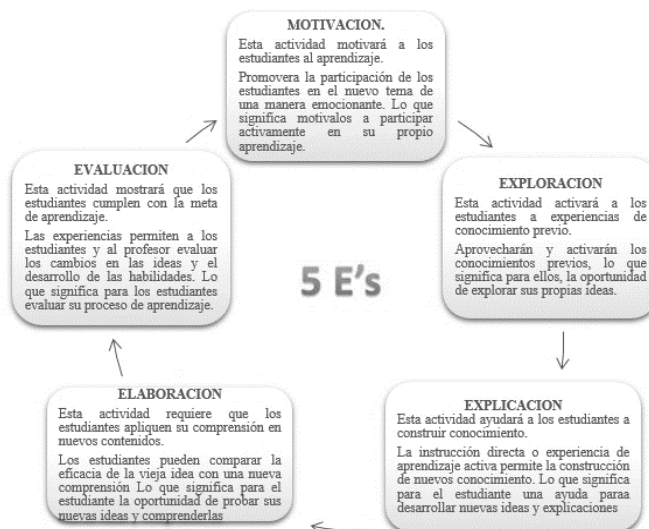 MOTIVACION.
Esta actividad motivará a los
estudiantes al aprendizaje.
Promovera la participación de los
estudiantes en el nuevo tema de
una manera emocionante. Lo que
significa motivalos a participar
activamente en su propio
aprendizaje.
EXPLORACION
Esta actividad activará a los
estudiantes a experiencias de
conocimiento previo.
Aprovecharán y activarán los
conocimientos previos, lo que
significa para ellos, la oportunidad
de explorar sus propias ideas.
EXPLICACION
Esta actividad ayudará a los estudiantes a
construir conocimiento.
La instrucción directa o experiencia de
aprendizaje activa permite la construcción
de nuevos conocimiento. Lo que significa
para el estudiante una ayuda paraa
desarrollar nuevas ideas y explicaciones
ELABORACION
Esta actividad requiere que los
estudiantes apliquen su comprensión en
nuevos contenidos.
Los estudiantes pueden comparar la
eficacia de la vieja idea con una nueva
comprensión Lo que significa para el
estudiante la oportunidad de probar sus
nuevas ideas y comprenderlas
EVALUACION
Esta actividad mostrará que los
estudiantes cumplen con la meta
de aprendizaje.
Las experiencias permiten a los
estudiantes y al profesor evaluar
los cambios en las ideas y el
desarrollo de las habilidades. Lo
que significa para los estudiantes
evaluar su proceso de aprendizaje.
5 E's